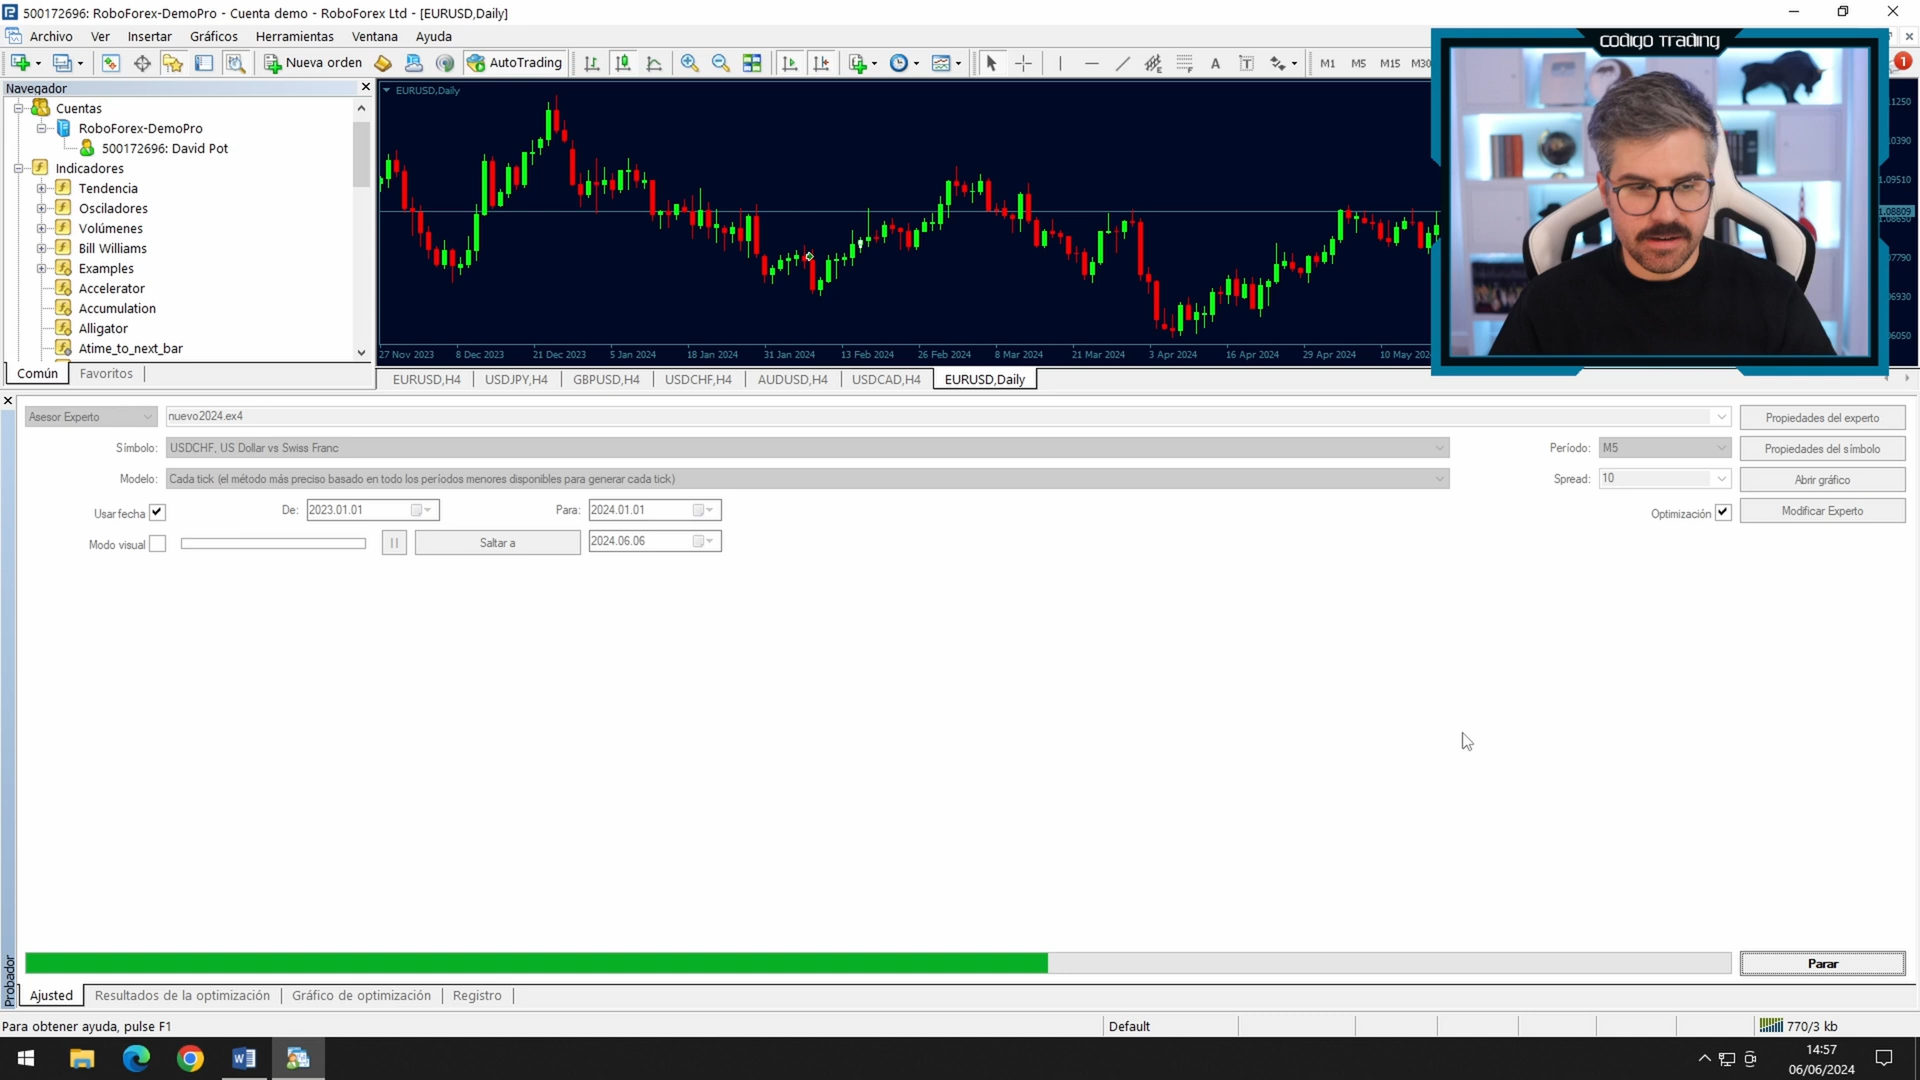 500172696: RoboForex-DemoPro - Cuenta demo - RoboForex Ltd - [EURUSD,Daily]
Archivo Ver Insertar Gráficos Herramientas Ventana Ayuda
Nueva orden AutoTrading M1 M5 M15 M30
codigo Trading
1
Navegador
Cuentas
RoboForex-DemoPro
500172696: David Pot
Indicadores
Tendencia
Osciladores
Volúmenes
Bill Williams
Examples
Accelerator
Accumulation
Alligator
Atime_to_next_bar
Común Favoritos
EURUSD,Daily
1.09510
1.08809
27 Nov 2023 8 Dec 2023 21 Dec 2023 5 Jan 2024 18 Jan 2024 31 Jan 2024 13 Feb 2024 26 Feb 2024 8 Mar 2024 21 Mar 2024 3 Apr 2024 16 Apr 2024 29 Apr 2024 10 May 2024
EURUSD,H4 USDJPY,H4 GBPUSD,H4 USDCHF,H4 AUDUSD,H4 USDCAD,H4 EURUSD,Daily
Asesor Experto nuevo2024.ex4 Propiedades del experto
Símbolo: USDCHF, US Dollar vs Swiss Franc Período: M5 Propiedades del símbolo
Modelo: Cada tick (el método más preciso basado en todo los períodos menores disponibles para generar cada tick) Spread: 10 Abrir gráfico
Usar fecha De: 2023.01.01 Para: 2024.01.01 Optimización Modificar Experto
Modo visual Saltar a 2024.06.06
Parar
Probador
Ajusted Resultados de la optimización Gráfico de optimización Registro
Para obtener ayuda, pulse F1 Default 770/3 kb
14:57
06/06/2024